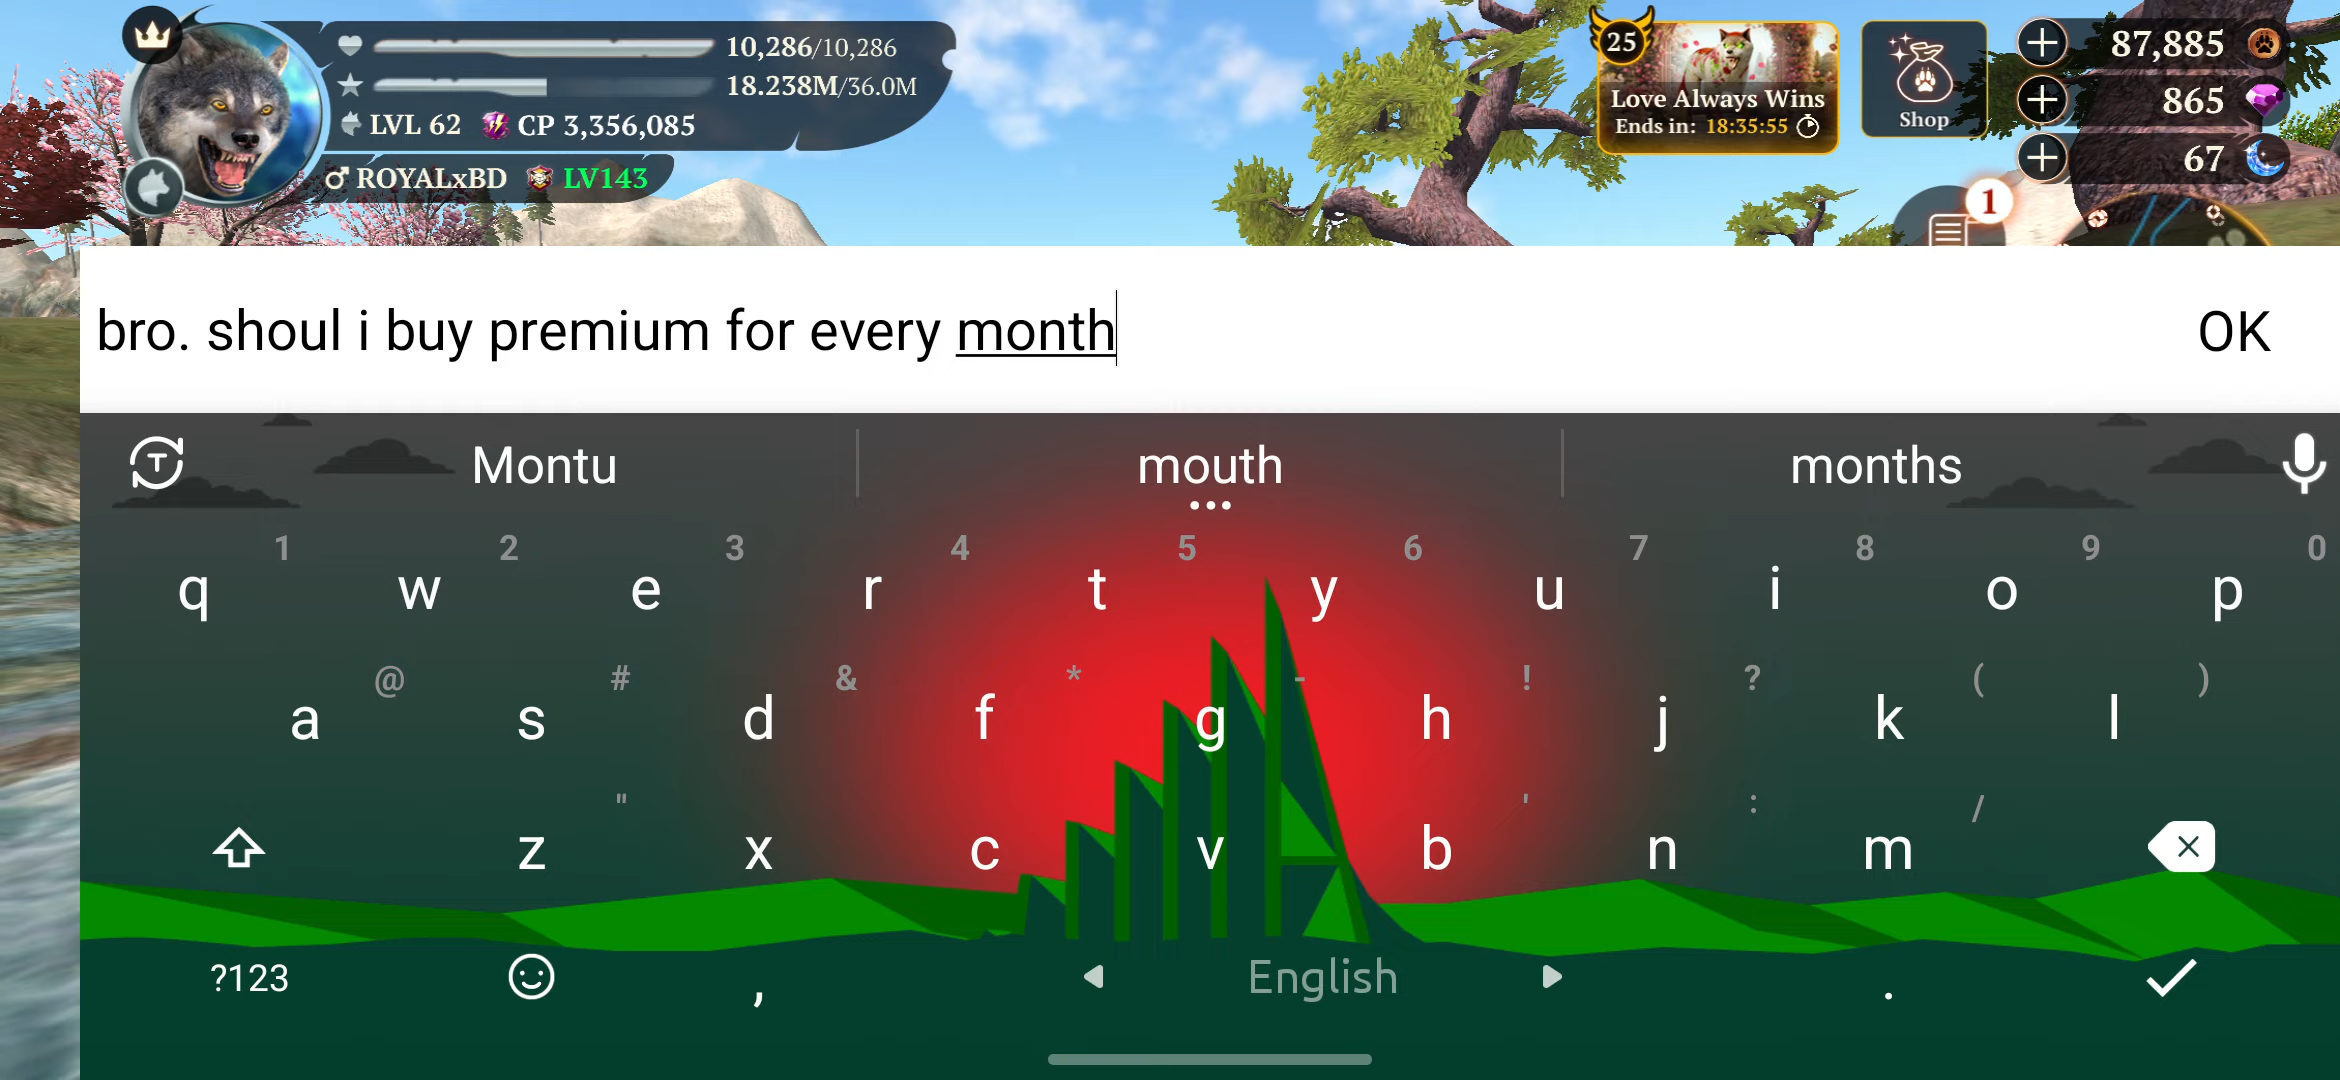 10,286/10,286
18.238M/36.0M
LVL 62 CP 3,356,085
ROYALxBD LV143
25
Love Always Wins
Ends in: 18:35:55
Shop
87,885
865
67
1
bro. shoul i buy premium for every month
OK
T
Montu mouth months
1 2 3 4 5 6 7 8 9 0
q w e r t y u i o p
@ # & * - ! ? ( )
a s d f g h j k l
" ' : /
z x c v b n m
?123 , English .